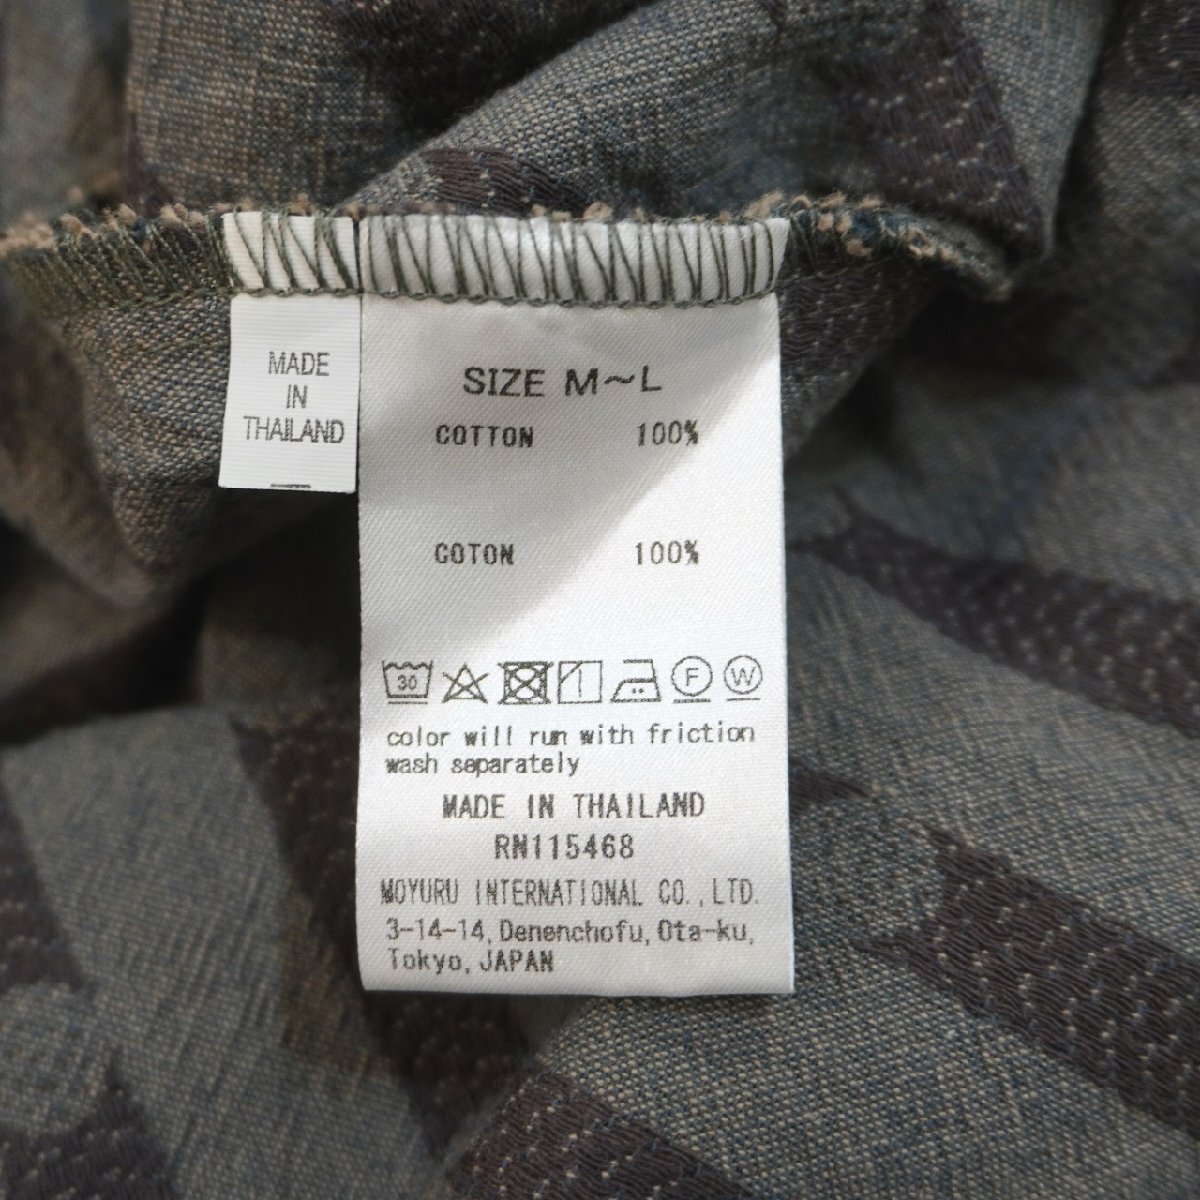 MADE
IN
THAILAND
SIZE M~L
COTTON 100%
COTON 100%
30 F W
color will run with friction
wash separately
MADE IN THAILAND
RN115468
MOYURU INTERNATIONAL CO.,LTD.
3-14-14, Denenchofu, Ota-ku,
Tokyo, JAPAN